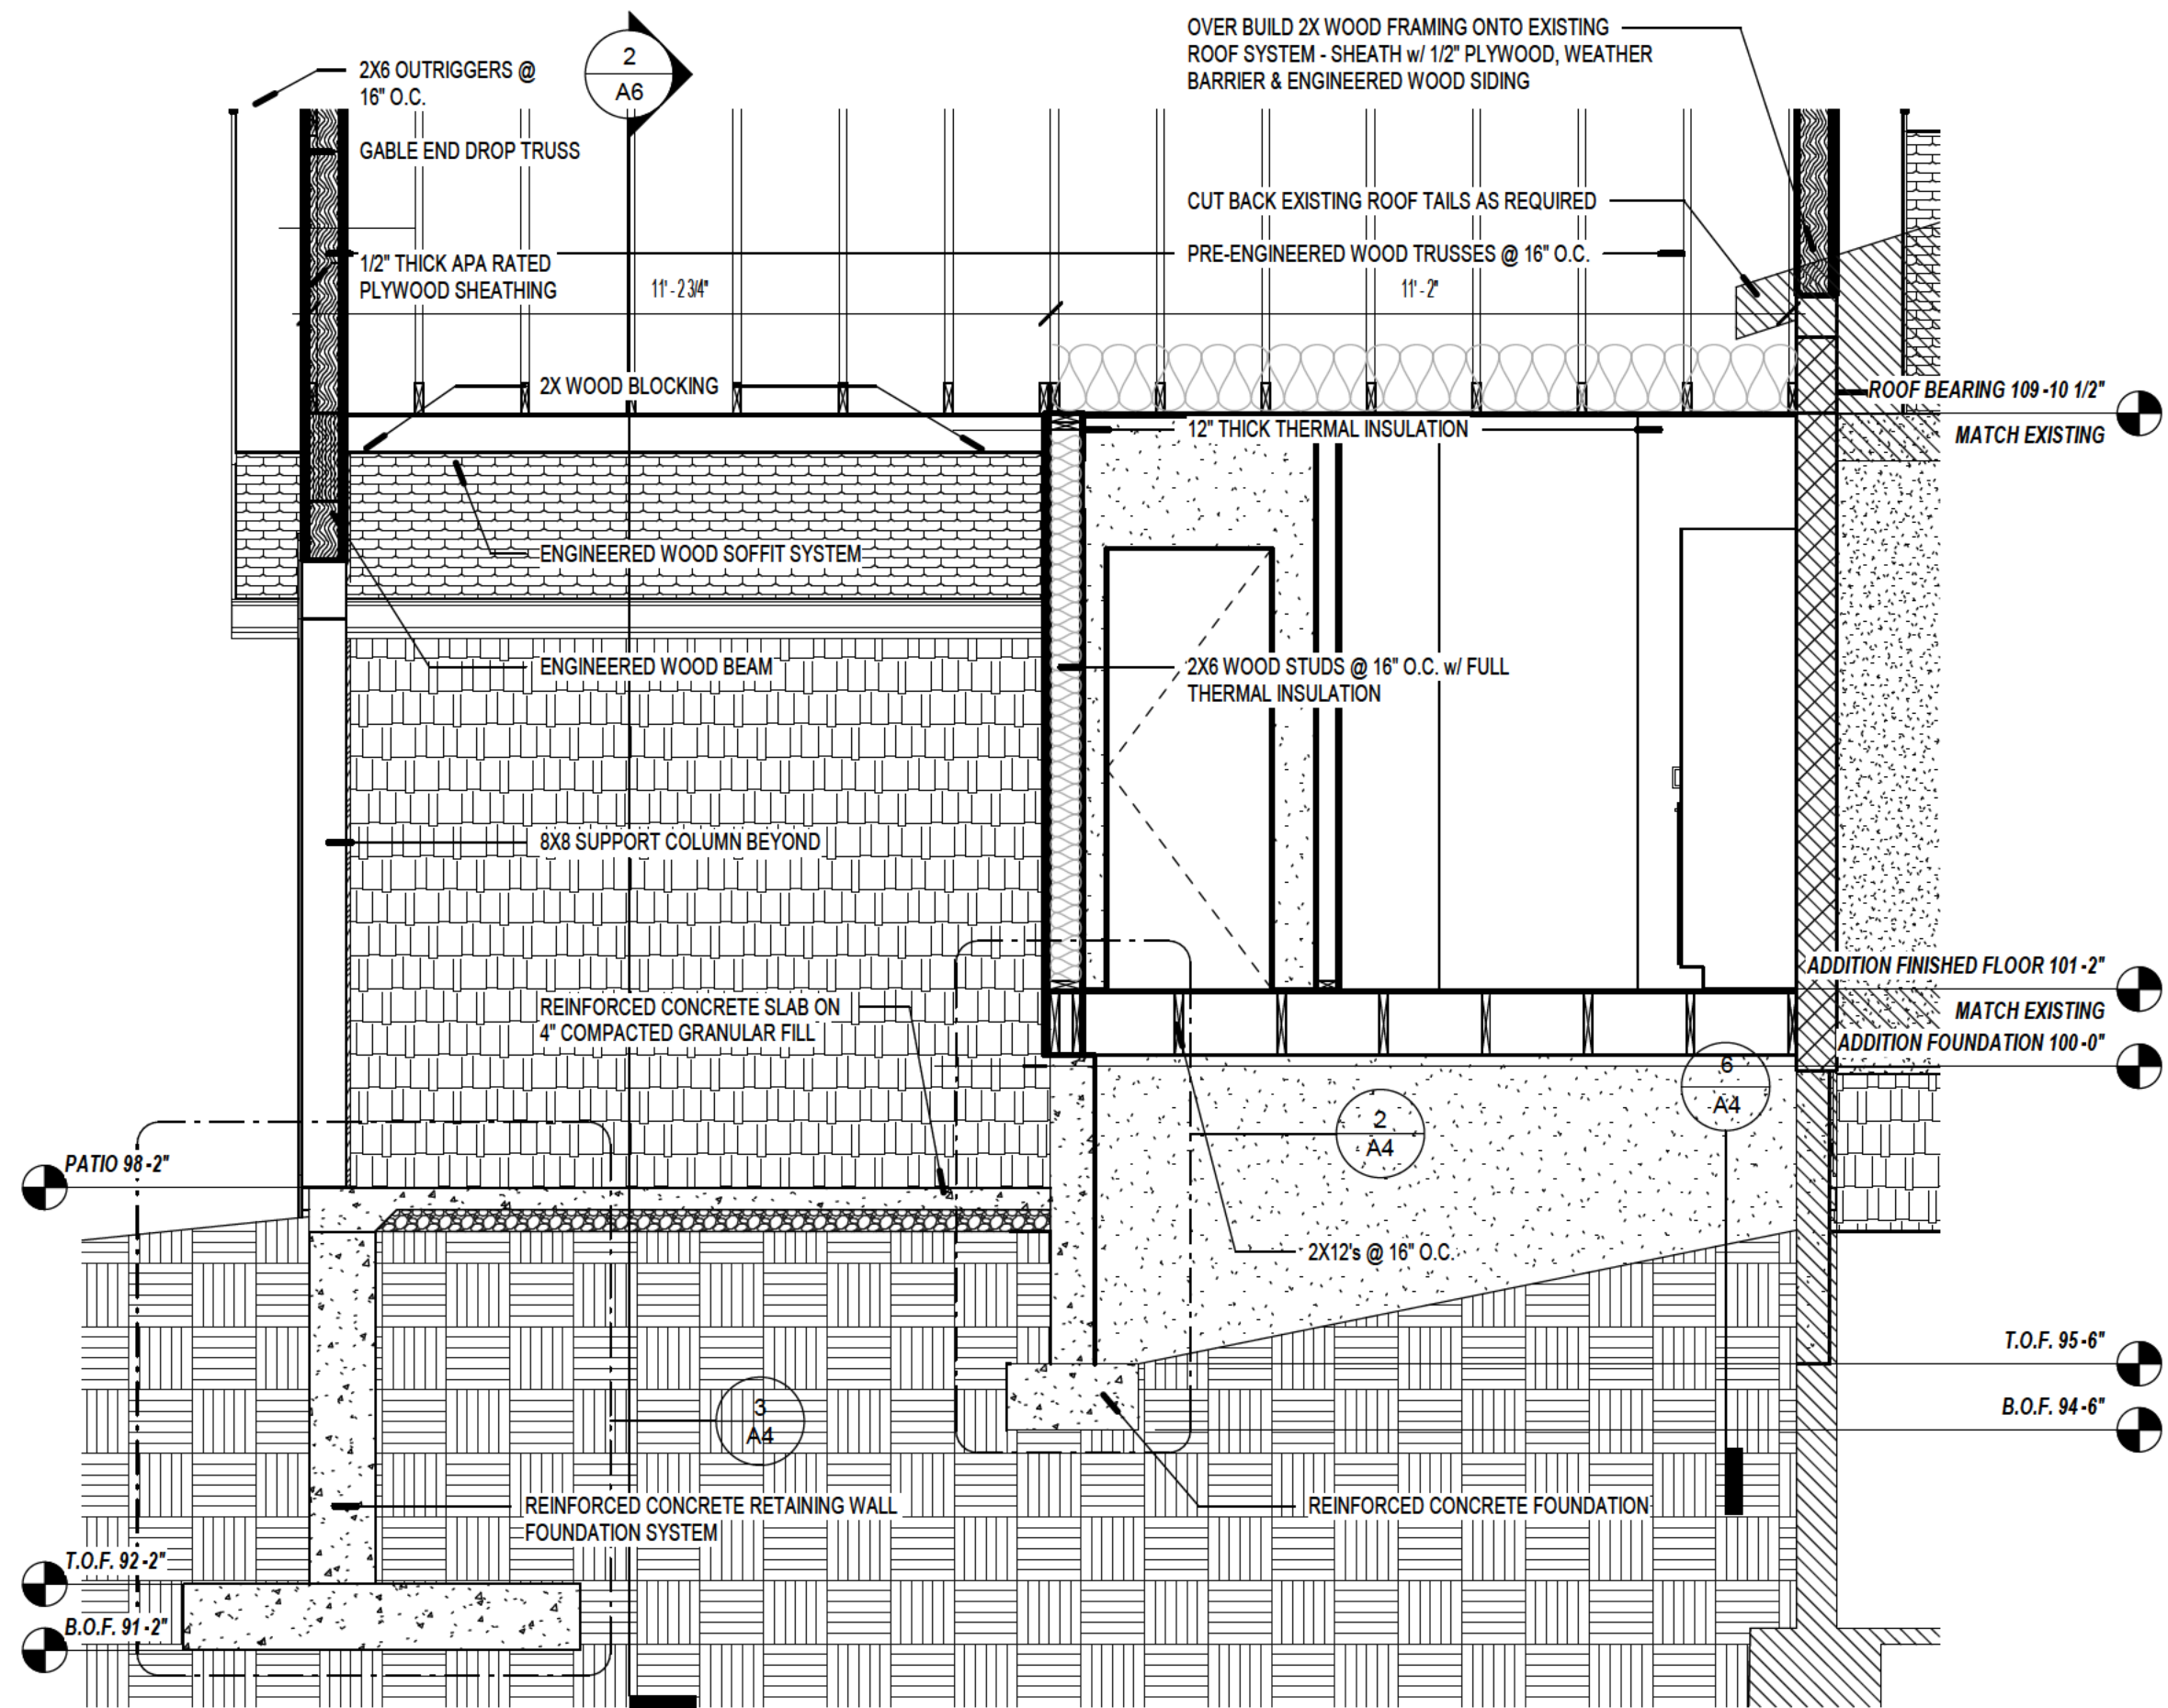 2X6 OUTRIGGERS @
16" O.C.
2
A6
OVER BUILD 2X WOOD FRAMING ONTO EXISTING
ROOF SYSTEM - SHEATH w/ 1/2" PLYWOOD, WEATHER
BARRIER & ENGINEERED WOOD SIDING
GABLE END DROP TRUSS
CUT BACK EXISTING ROOF TAILS AS REQUIRED
1/2" THICK APA RATED
PLYWOOD SHEATHING
PRE-ENGINEERED WOOD TRUSSES @ 16" O.C.
11' - 2 3/4"
11' - 2"
2X WOOD BLOCKING
ROOF BEARING 109 -10 1/2"
MATCH EXISTING
12" THICK THERMAL INSULATION
ENGINEERED WOOD SOFFIT SYSTEM
ENGINEERED WOOD BEAM
2X6 WOOD STUDS @ 16" O.C. w/ FULL
THERMAL INSULATION
8X8 SUPPORT COLUMN BEYOND
ADDITION FINISHED FLOOR 101 -2"
MATCH EXISTING
REINFORCED CONCRETE SLAB ON
4" COMPACTED GRANULAR FILL
ADDITION FOUNDATION 100 -0"
6
A4
2
A4
PATIO 98 -2"
2X12's @ 16" O.C.
T.O.F. 95 -6"
B.O.F. 94 -6"
3
A4
REINFORCED CONCRETE RETAINING WALL
FOUNDATION SYSTEM
REINFORCED CONCRETE FOUNDATION
T.O.F. 92 -2"
B.O.F. 91 -2"